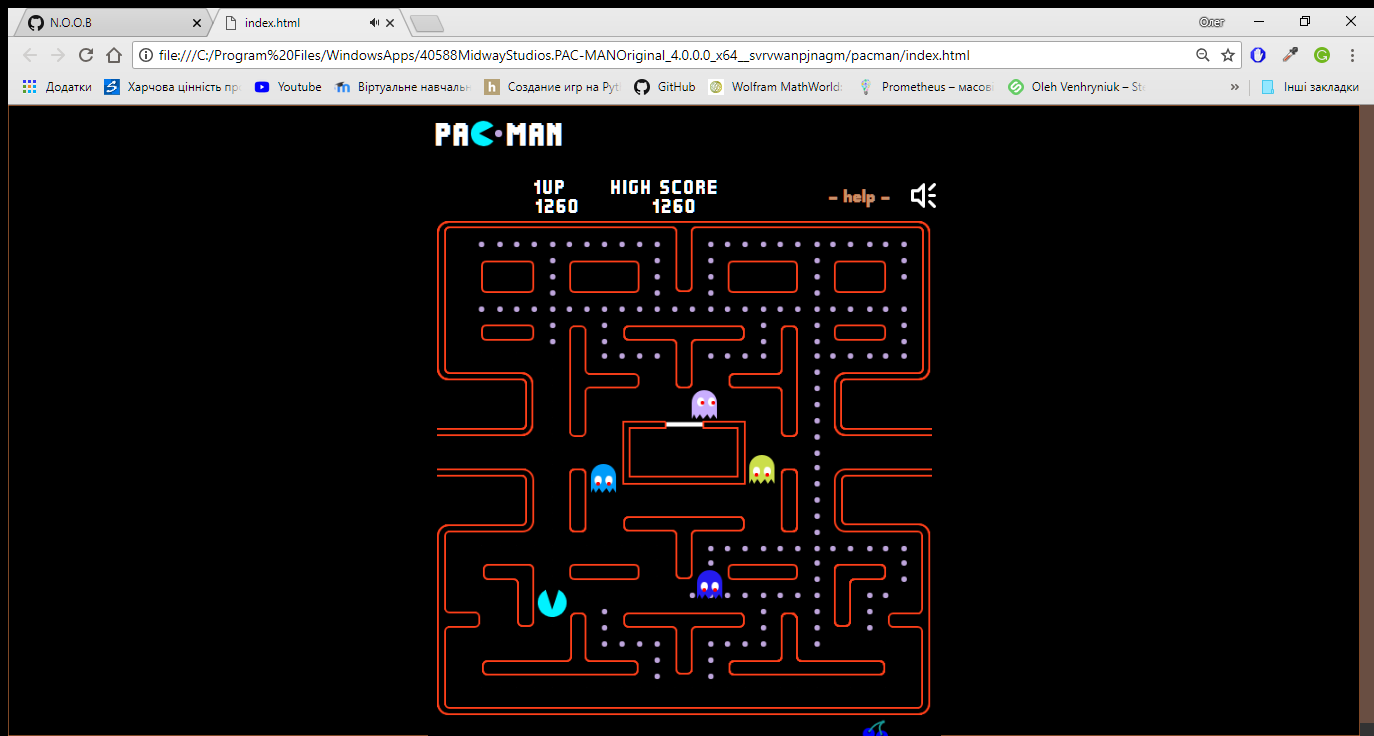 N.O.O.B
index.html
Олег
file:///C:/Program%20Files/WindowsApps/40588MidwayStudios.PAC-MANOriginal_4.0.0.0_x64__svrvwanpjnagm/pacman/index.html
Додатки
Харчова цінність пр
Youtube
Віртуальне навчаль
Создание игр на Pyt
GitHub
Wolfram MathWorld:
Prometheus – масові
Oleh Venhryniuk – St
Інші закладки
PAC-MAN
1UP
HIGH SCORE
1260
1260
– help –